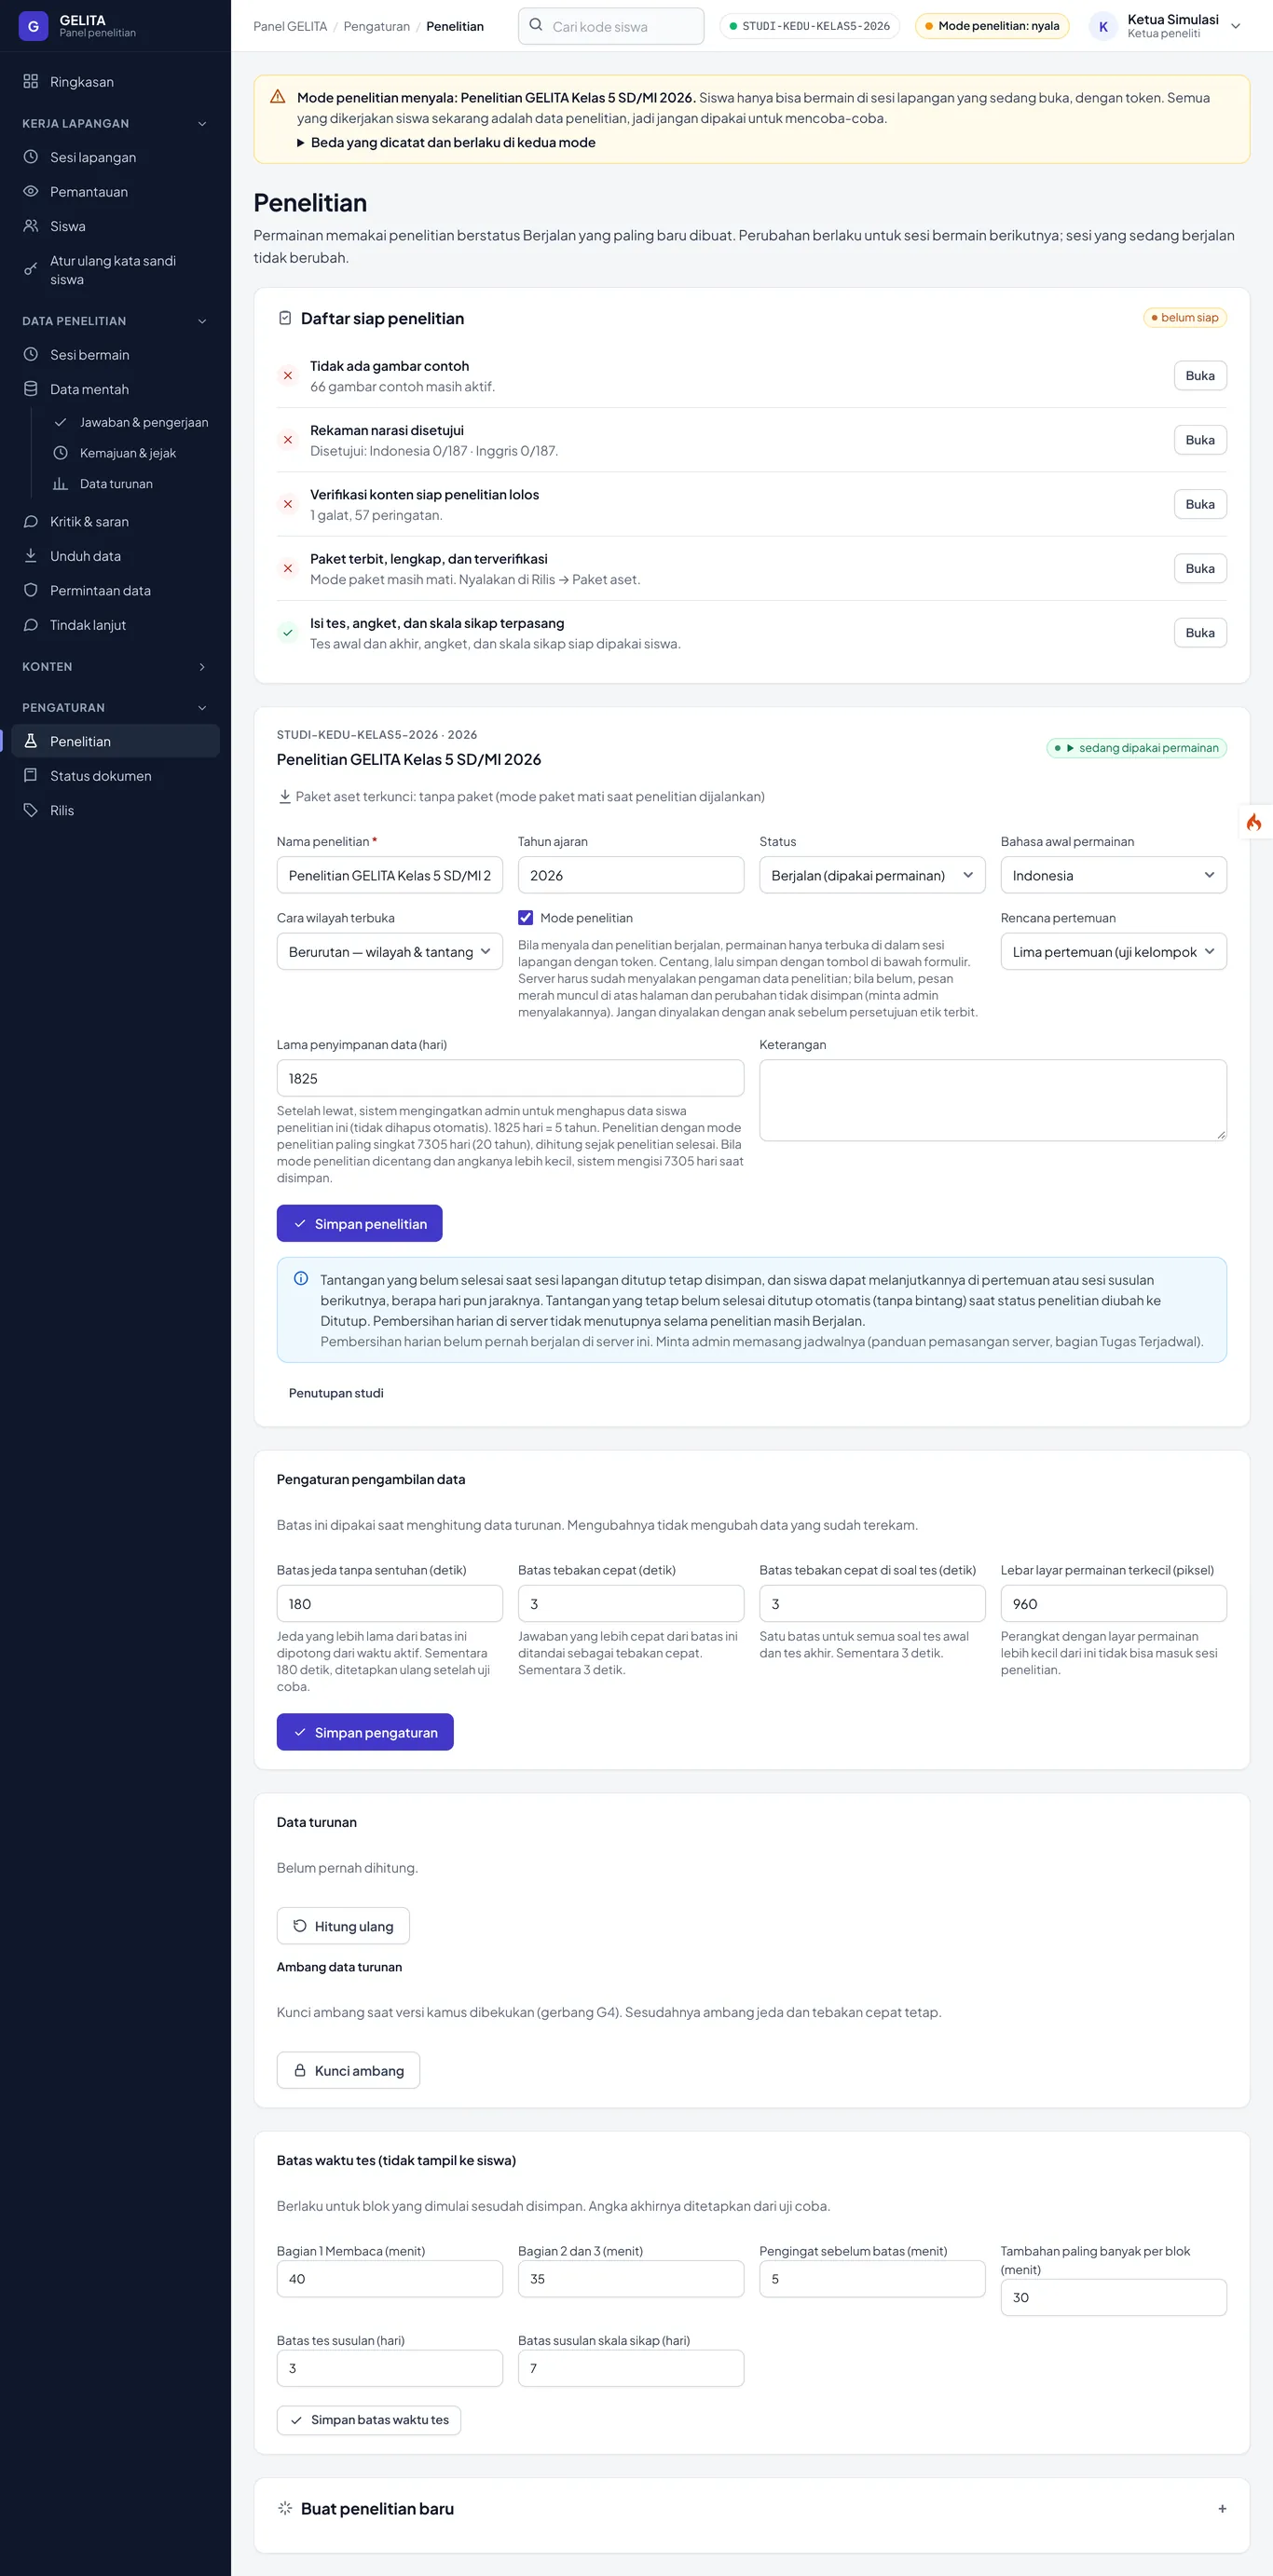 G
GELITA
Panel penelitian
Ringkasan
KERJA LAPANGAN
Sesi lapangan
Pemantauan
Siswa
Atur ulang kata sandi
siswa
DATA PENELITIAN
Sesi bermain
Data mentah
Jawaban & pengerjaan
Kemajuan & jejak
Data turunan
Kritik & saran
Unduh data
Permintaan data
Tindak lanjut
KONTEN
PENGATURAN
Penelitian
Status dokumen
Rilis
Panel GELITA / Pengaturan / Penelitian
Cari kode siswa
STUDI-KEDU-KELAS5-2026
Mode penelitian: nyala
K
Ketua Simulasi
Ketua peneliti
Mode penelitian menyala: Penelitian GELITA Kelas 5 SD/MI 2026. Siswa hanya bisa bermain di sesi lapangan yang sedang buka, dengan token. Semua
yang dikerjakan siswa sekarang adalah data penelitian, jadi jangan dipakai untuk mencoba-coba.
Beda yang dicatat dan berlaku di kedua mode
Penelitian
Permainan memakai penelitian berstatus Berjalan yang paling baru dibuat. Perubahan berlaku untuk sesi bermain berikutnya; sesi yang sedang berjalan
tidak berubah.
Daftar siap penelitian
belum siap
Tidak ada gambar contoh
66 gambar contoh masih aktif.
Buka
Rekaman narasi disetujui
Disetujui: Indonesia 0/187 · Inggris 0/187.
Buka
Verifikasi konten siap penelitian lolos
1 galat, 57 peringatan.
Buka
Paket terbit, lengkap, dan terverifikasi
Mode paket masih mati. Nyalakan di Rilis → Paket aset.
Buka
Isi tes, angket, dan skala sikap terpasang
Tes awal dan akhir, angket, dan skala sikap siap dipakai siswa.
Buka
STUDI-KEDU-KELAS5-2026 · 2026
Penelitian GELITA Kelas 5 SD/MI 2026
sedang dipakai permainan
Paket aset terkunci: tanpa paket (mode paket mati saat penelitian dijalankan)
Nama penelitian *
Tahun ajaran
Status
Bahasa awal permainan
Penelitian GELITA Kelas 5 SD/MI 2
2026
Berjalan (dipakai permainan)
Indonesia
Cara wilayah terbuka
Mode penelitian
Rencana pertemuan
Berurutan — wilayah & tantang
Lima pertemuan (uji kelompok
Bila menyala dan penelitian berjalan, permainan hanya terbuka di dalam sesi
lapangan dengan token. Centang, lalu simpan dengan tombol di bawah formulir.
Server harus sudah menyalakan pengaman data penelitian; bila belum, pesan
merah muncul di atas halaman dan perubahan tidak disimpan (minta admin
menyalakannya). Jangan dinyalakan dengan anak sebelum persetujuan etik terbit.
Lama penyimpanan data (hari)
Keterangan
1825
Setelah lewat, sistem mengingatkan admin untuk menghapus data siswa
penelitian ini (tidak dihapus otomatis). 1825 hari = 5 tahun. Penelitian dengan mode
penelitian paling singkat 7305 hari (20 tahun), dihitung sejak penelitian selesai. Bila
mode penelitian dicentang dan angkanya lebih kecil, sistem mengisi 7305 hari saat
disimpan.
Simpan penelitian
Tantangan yang belum selesai saat sesi lapangan ditutup tetap disimpan, dan siswa dapat melanjutkannya di pertemuan atau sesi susulan
berikutnya, berapa hari pun jaraknya. Tantangan yang tetap belum selesai ditutup otomatis (tanpa bintang) saat status penelitian diubah ke
Ditutup. Pembersihan harian di server tidak menutupnya selama penelitian masih Berjalan.
Pembersihan harian belum pernah berjalan di server ini. Minta admin memasang jadwalnya (panduan pemasangan server, bagian Tugas Terjadwal).
Penutupan studi
Pengaturan pengambilan data
Batas ini dipakai saat menghitung data turunan. Mengubahnya tidak mengubah data yang sudah terekam.
Batas jeda tanpa sentuhan (detik)
Batas tebakan cepat (detik)
Batas tebakan cepat di soal tes (detik)
Lebar layar permainan terkecil (piksel)
180
3
3
960
Jeda yang lebih lama dari batas ini
dipotong dari waktu aktif. Sementara
180 detik, ditetapkan ulang setelah uji
coba.
Jawaban yang lebih cepat dari batas ini
ditandai sebagai tebakan cepat.
Sementara 3 detik.
Satu batas untuk semua soal tes awal
dan tes akhir. Sementara 3 detik.
Perangkat dengan layar permainan
lebih kecil dari ini tidak bisa masuk sesi
penelitian.
Simpan pengaturan
Data turunan
Belum pernah dihitung.
Hitung ulang
Ambang data turunan
Kunci ambang saat versi kamus dibekukan (gerbang G4). Sesudahnya ambang jeda dan tebakan cepat tetap.
Kunci ambang
Batas waktu tes (tidak tampil ke siswa)
Berlaku untuk blok yang dimulai sesudah disimpan. Angka akhirnya ditetapkan dari uji coba.
Bagian 1 Membaca (menit)
Bagian 2 dan 3 (menit)
Pengingat sebelum batas (menit)
Tambahan paling banyak per blok
(menit)
40
35
5
30
Batas tes susulan (hari)
Batas susulan skala sikap (hari)
3
7
Simpan batas waktu tes
Buat penelitian baru
+